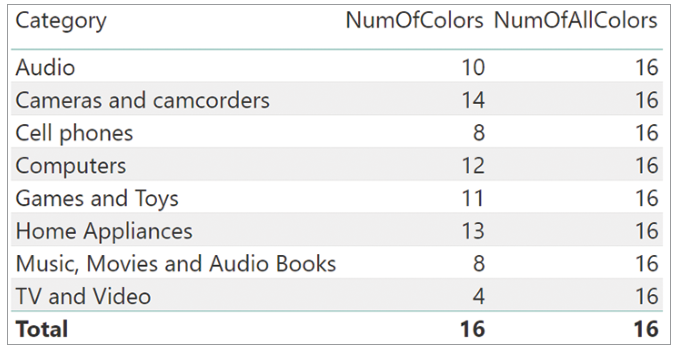 Category NumOfColors NumOfAllColors
Audio 10 16
Cameras and camcorders 14 16
Cell phones 8 16
Computers 12 16
Games and Toys 11 16
Home Appliances 13 16
Music, Movies and Audio Books 8 16
TV and Video 4 16
Total 16 16